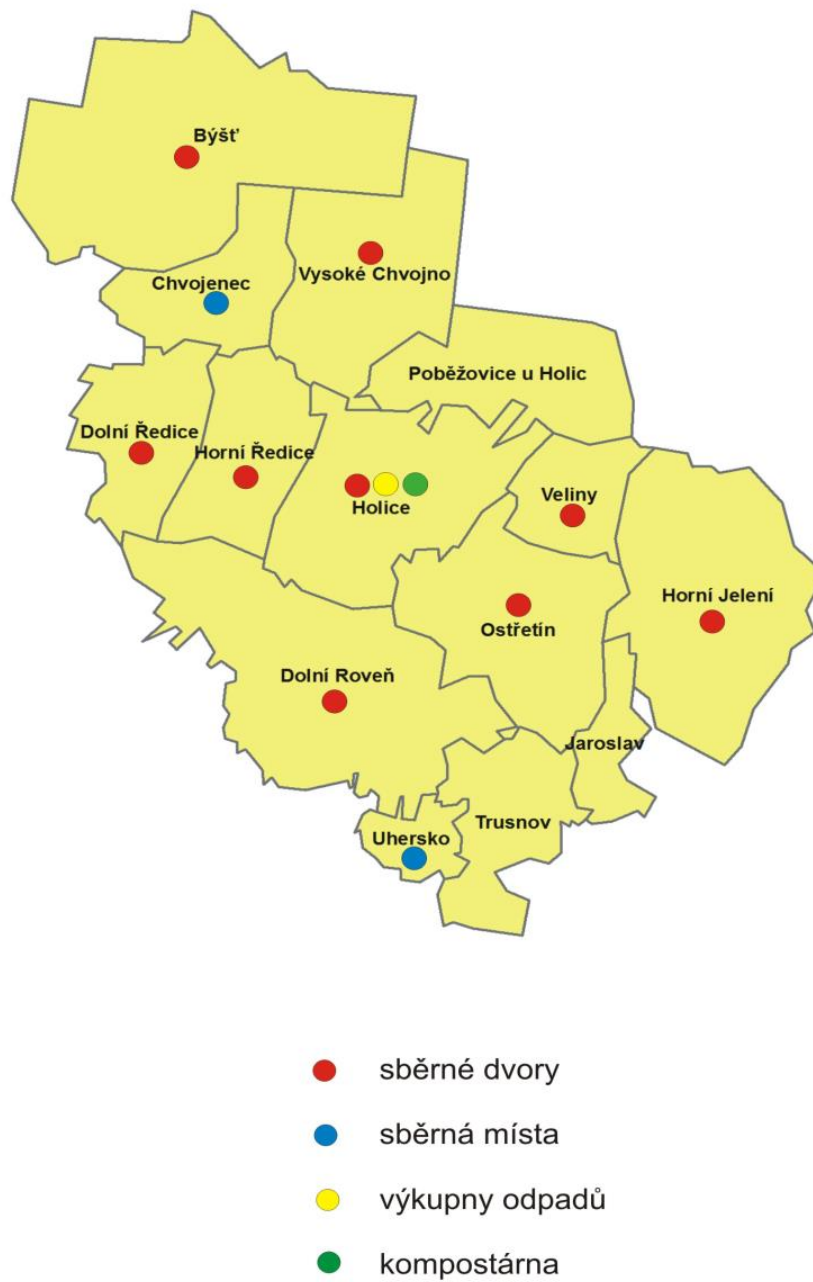 Býšť
Chvojenec
Vysoké Chvojno
Poběžovice u Holic
Dolní Ředice
Horní Ředice
Holice
Veliny
Horní Jelení
Ostřetín
Dolní Roveň
Jaroslav
Trusnov
Uhersko
sběrné dvory
sběrná místa
výkupny odpadů
kompostárna